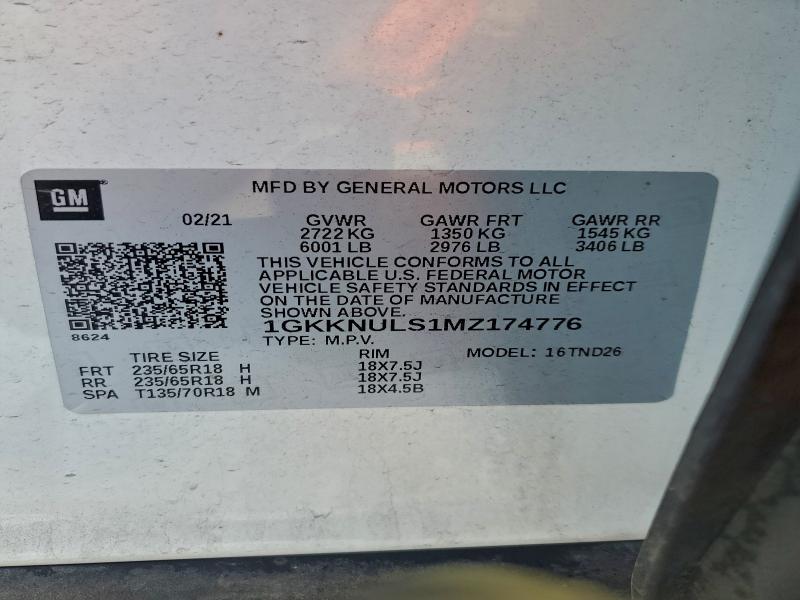 GM
MFD BY GENERAL MOTORS LLC
02/21 GVWR GAWR FRT GAWR RR
2722 KG 1350 KG 1545 KG
6001 LB 2976 LB 3406 LB
THIS VEHICLE CONFORMS TO ALL
APPLICABLE U.S. FEDERAL MOTOR
VEHICLE SAFETY STANDARDS IN EFFECT
ON THE DATE OF MANUFACTURE
SHOWN ABOVE.
1GKKNULS1MZ174776
8624
TYPE: M.P.V. MODEL: 16TND26
TIRE SIZE RIM
FRT 235/65R18 H 18X7.5J
RR 235/65R18 H 18X7.5J
SPA T135/70R18 M 18X4.5B